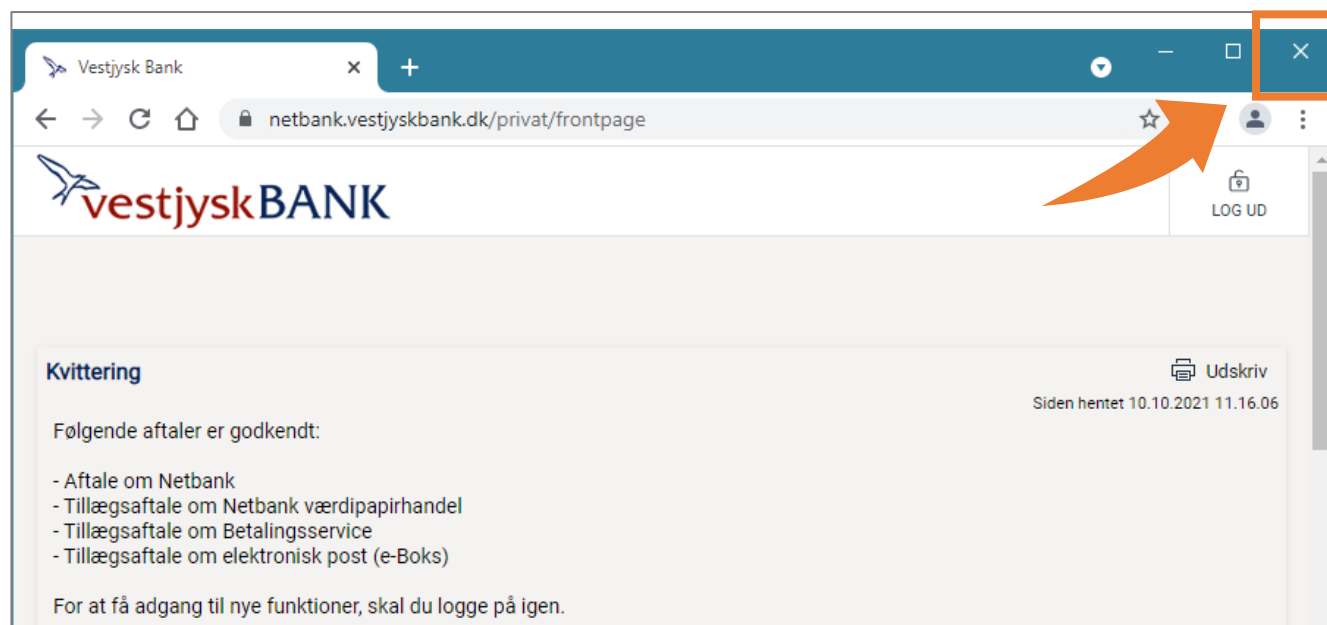 Vestjysk Bank
netbank.vestjyskbank.dk/privat/frontpage
vestjyskBANK
LOG UD
Kvittering
Udskriv
Siden hentet 10.10.2021 11.16.06
Følgende aftaler er godkendt:
- Aftale om Netbank
- Tillægsaftale om Netbank værdipapirhandel
- Tillægsaftale om Betalingsservice
- Tillægsaftale om elektronisk post (e-Boks)
For at få adgang til nye funktioner, skal du logge på igen.